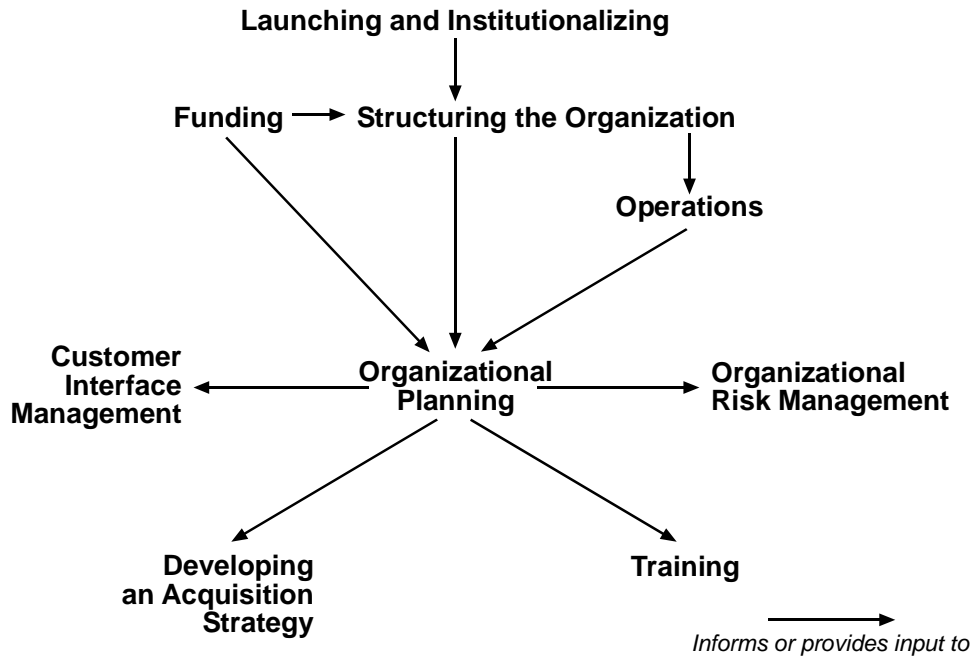 Launching and Institutionalizing
Funding
Structuring the Organization
Operations
Customer
Interface
Management
Organizational
Planning
Organizational
Risk Management
Developing
an Acquisition
Strategy
Training
Informs or provides input to